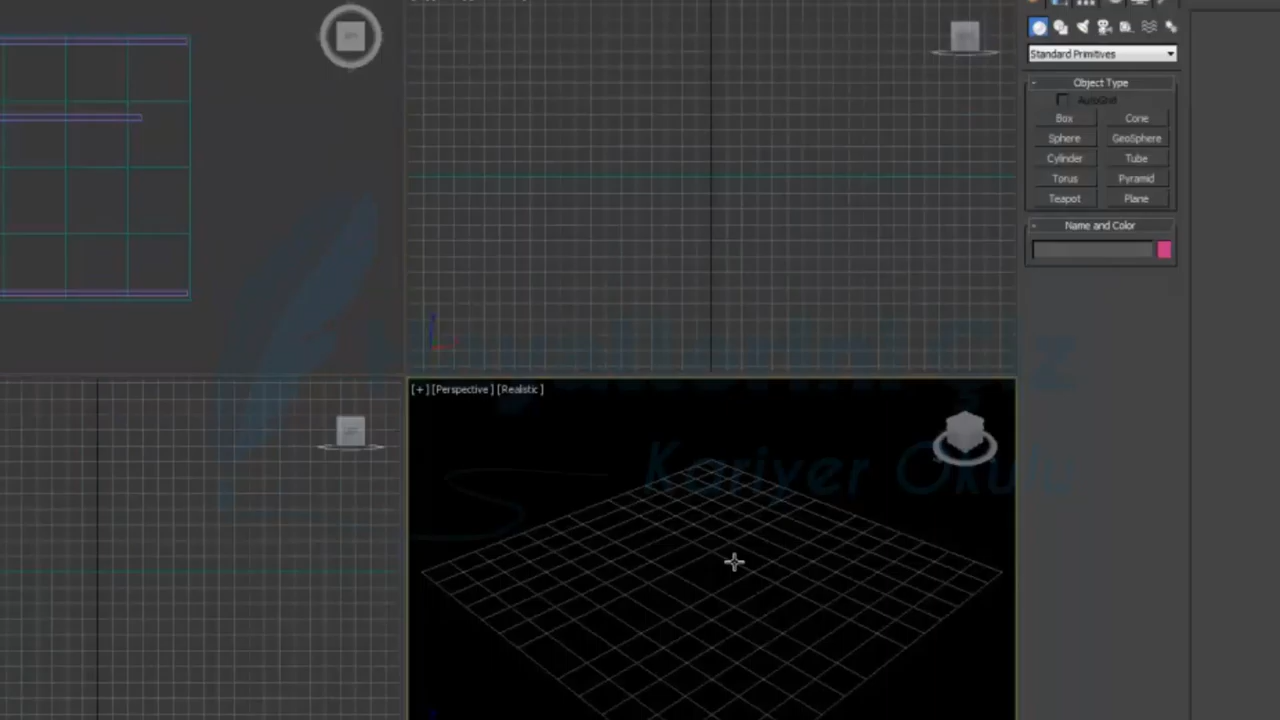 Standard Primitives
- Object Type
AutoGrid
Box Cone
Sphere GeoSphere
Cylinder Tube
Torus Pyramid
Teapot Plane
- Name and Color
[+] [Perspective] [Realistic]
Kariyer Okulu